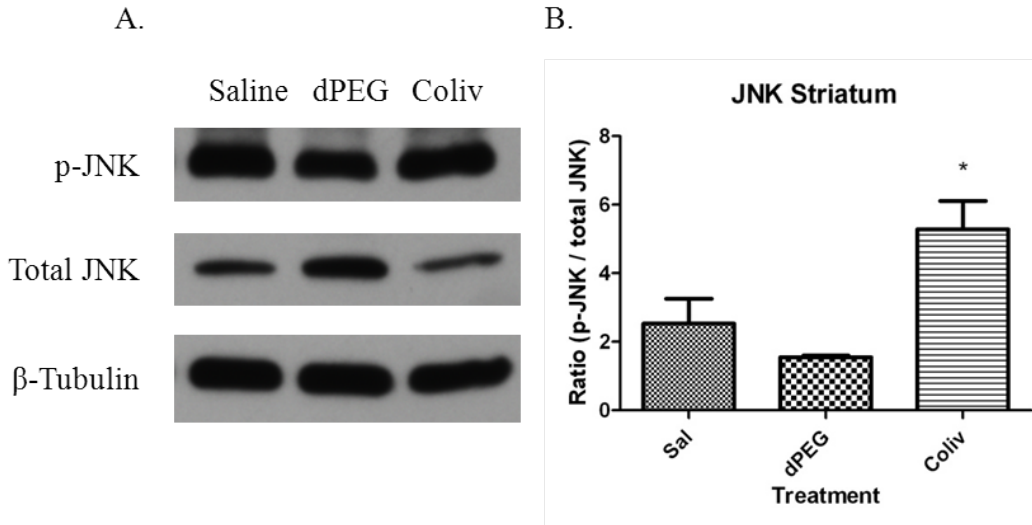 A.
Saline dPEG Coliv
p-JNK
Total JNK
β-Tubulin
B.
JNK Striatum
Ratio (p-JNK / total JNK)
8
6
4
2
0
*
Sal
dPEG
Coliv
Treatment